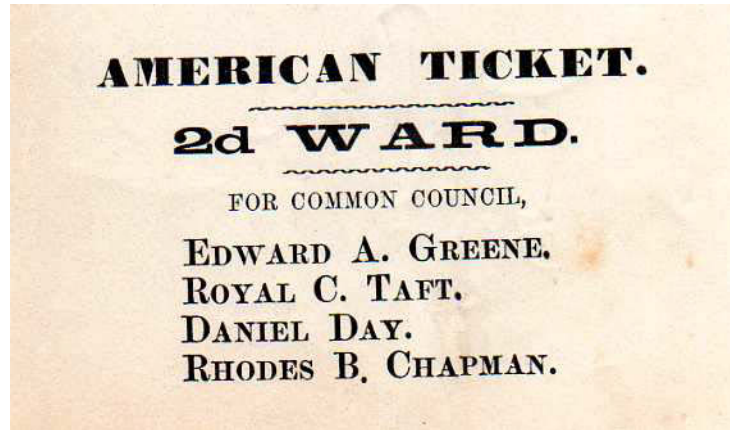 AMERICAN TICKET.
2d WARD.
FOR COMMON COUNCIL,
EDWARD A. GREENE.
ROYAL C. TAFT.
DANIEL DAY.
RHODES B. CHAPMAN.